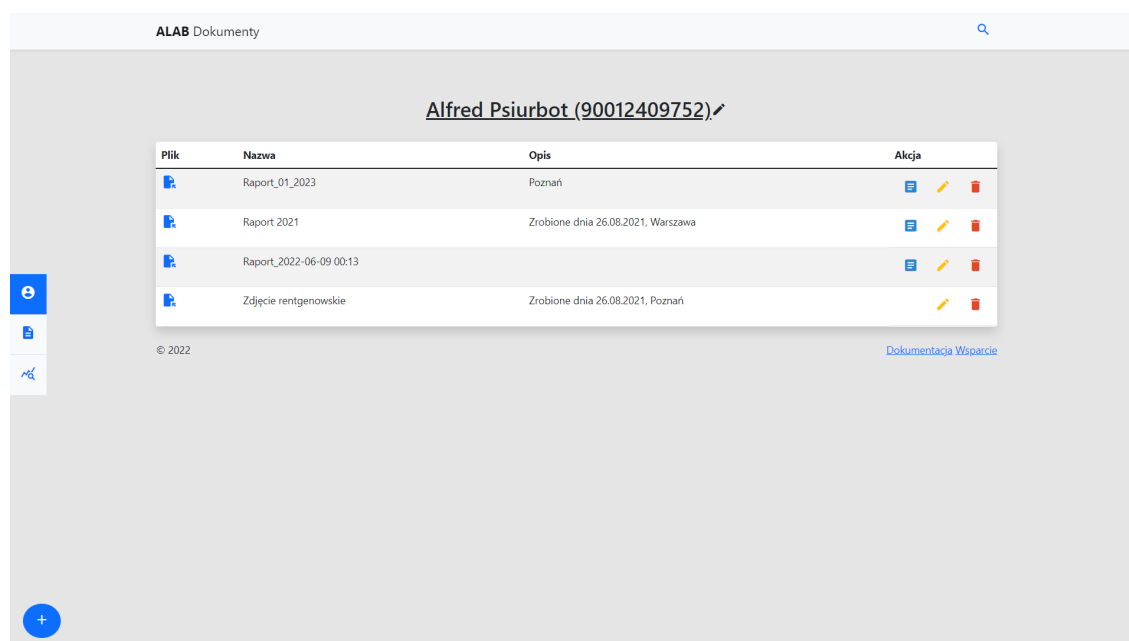 ALAB Dokumenty
Alfred Psiurbot (90012409752)
Plik Nazwa Opis Akcja
Raport_01_2023 Poznań
Raport 2021 Zrobione dnia 26.08.2021, Warszawa
Raport_2022-06-09 00:13
Zdjęcie rentgenowskie Zrobione dnia 26.08.2021, Poznań
© 2022 Dokumentacja Wsparcie